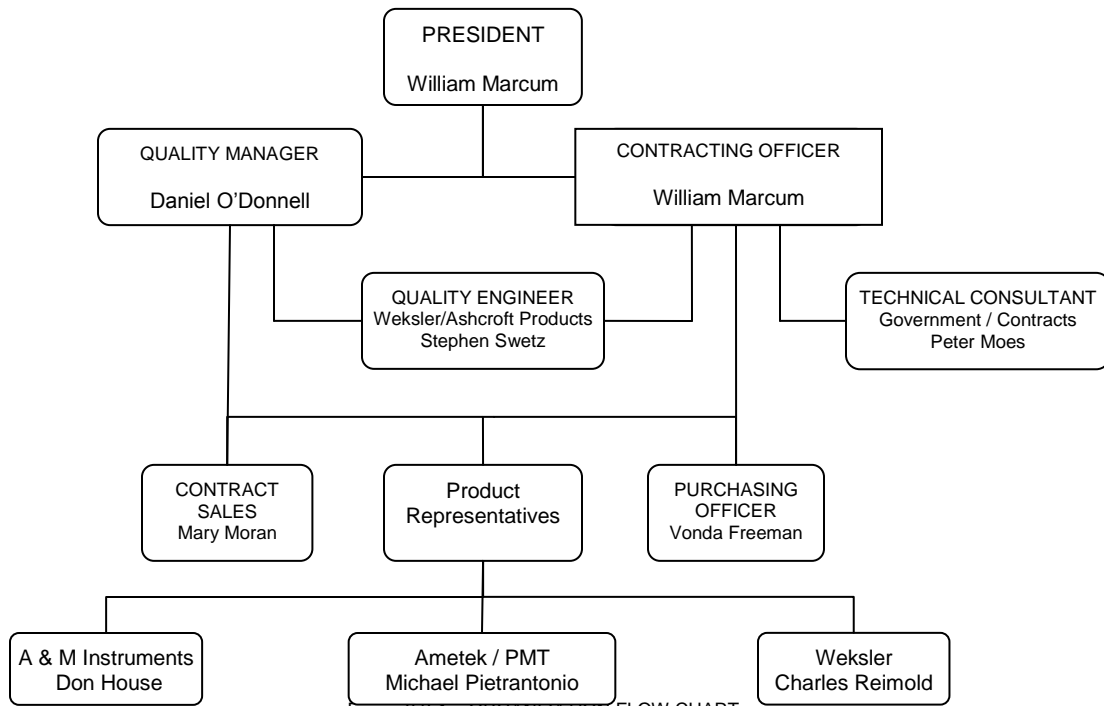 PRESIDENT
William Marcum
QUALITY MANAGER
Daniel O'Donnell
CONTRACTING OFFICER
William Marcum
QUALITY ENGINEER
Weksler/Ashcroft Products
Stephen Swetz
TECHNICAL CONSULTANT
Government / Contracts
Peter Moes
CONTRACT
SALES
Mary Moran
Product
Representatives
PURCHASING
OFFICER
Vonda Freeman
A & M Instruments
Don House
Ametek / PMT
Michael Pietrantonio
Weksler
Charles Reimold
FLOW CHART